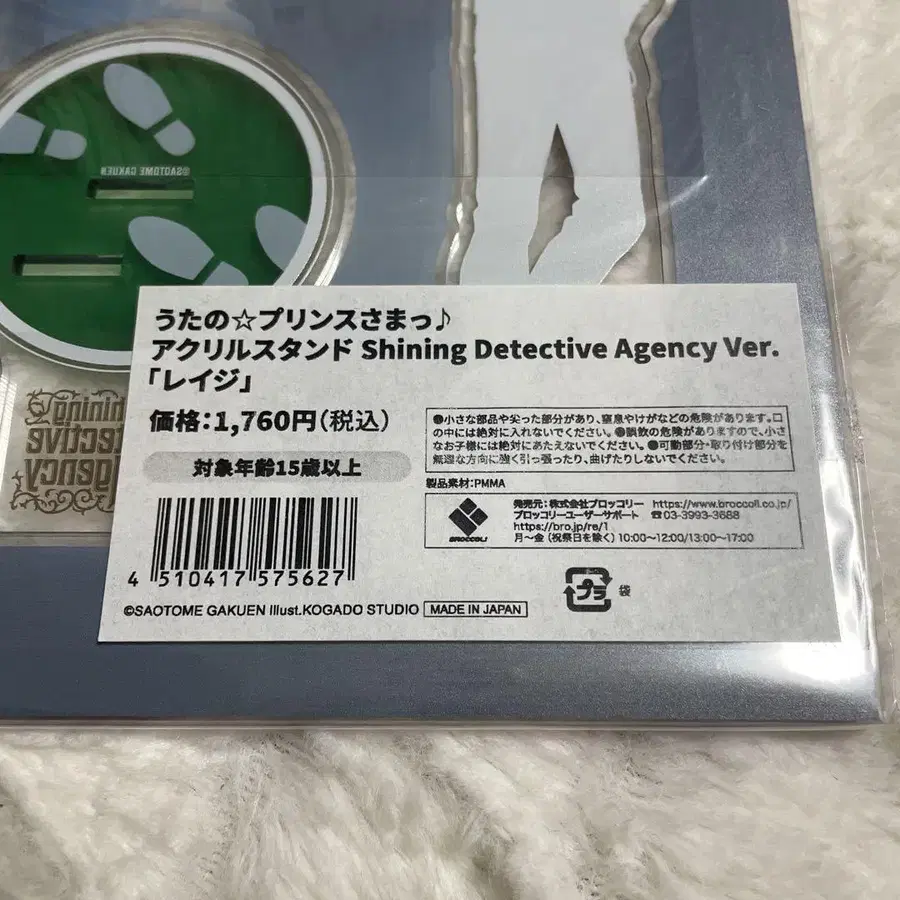 @SAOTOME GAKUEN
うたの☆プリンスさまっ♪
アクリルスタンド Shining Detective Agency Ver.
「レイジ」
価格:1,760円(税込)
対象年齢15歳以上
●小さな部品や尖った部分があり、窒息やけがなどの危険があります。口
の中には絶対に入れないでください。●誤飲の危険がありますので、小さ
なお子様には絶対にあたえないでください。●可動部分・取り付け部分を
無理な方向に強く引っ張ったり、曲げたりしないでください。
製品素材:PMMA
BROCCOLI
発売元:株式会社ブロッコリー https://www.broccoli.co.jp/
ブロッコリーユーザーサポート ☎03-3993-3688
https://bro.jp/re/1
月〜金(祝祭日を除く)10:00〜12:00/13:00〜17:00
4 510417 575627
©SAOTOME GAKUEN Illust.KOGADO STUDIO MADE IN JAPAN
プラ 袋
Shining
Detective
Agency